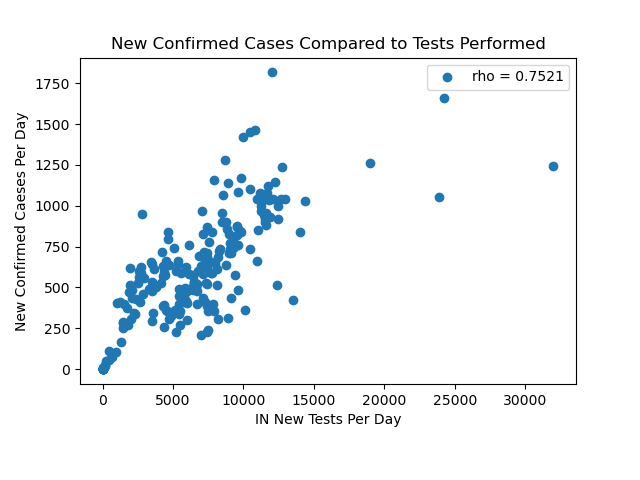 New Confirmed Cases Compared to Tests Performed
rho = 0.7521
1750
1500
1250
1000
750
500
250
0
New Confirmed Caeses Per Day
0 5000 10000 15000 20000 25000 30000
IN New Tests Per Day